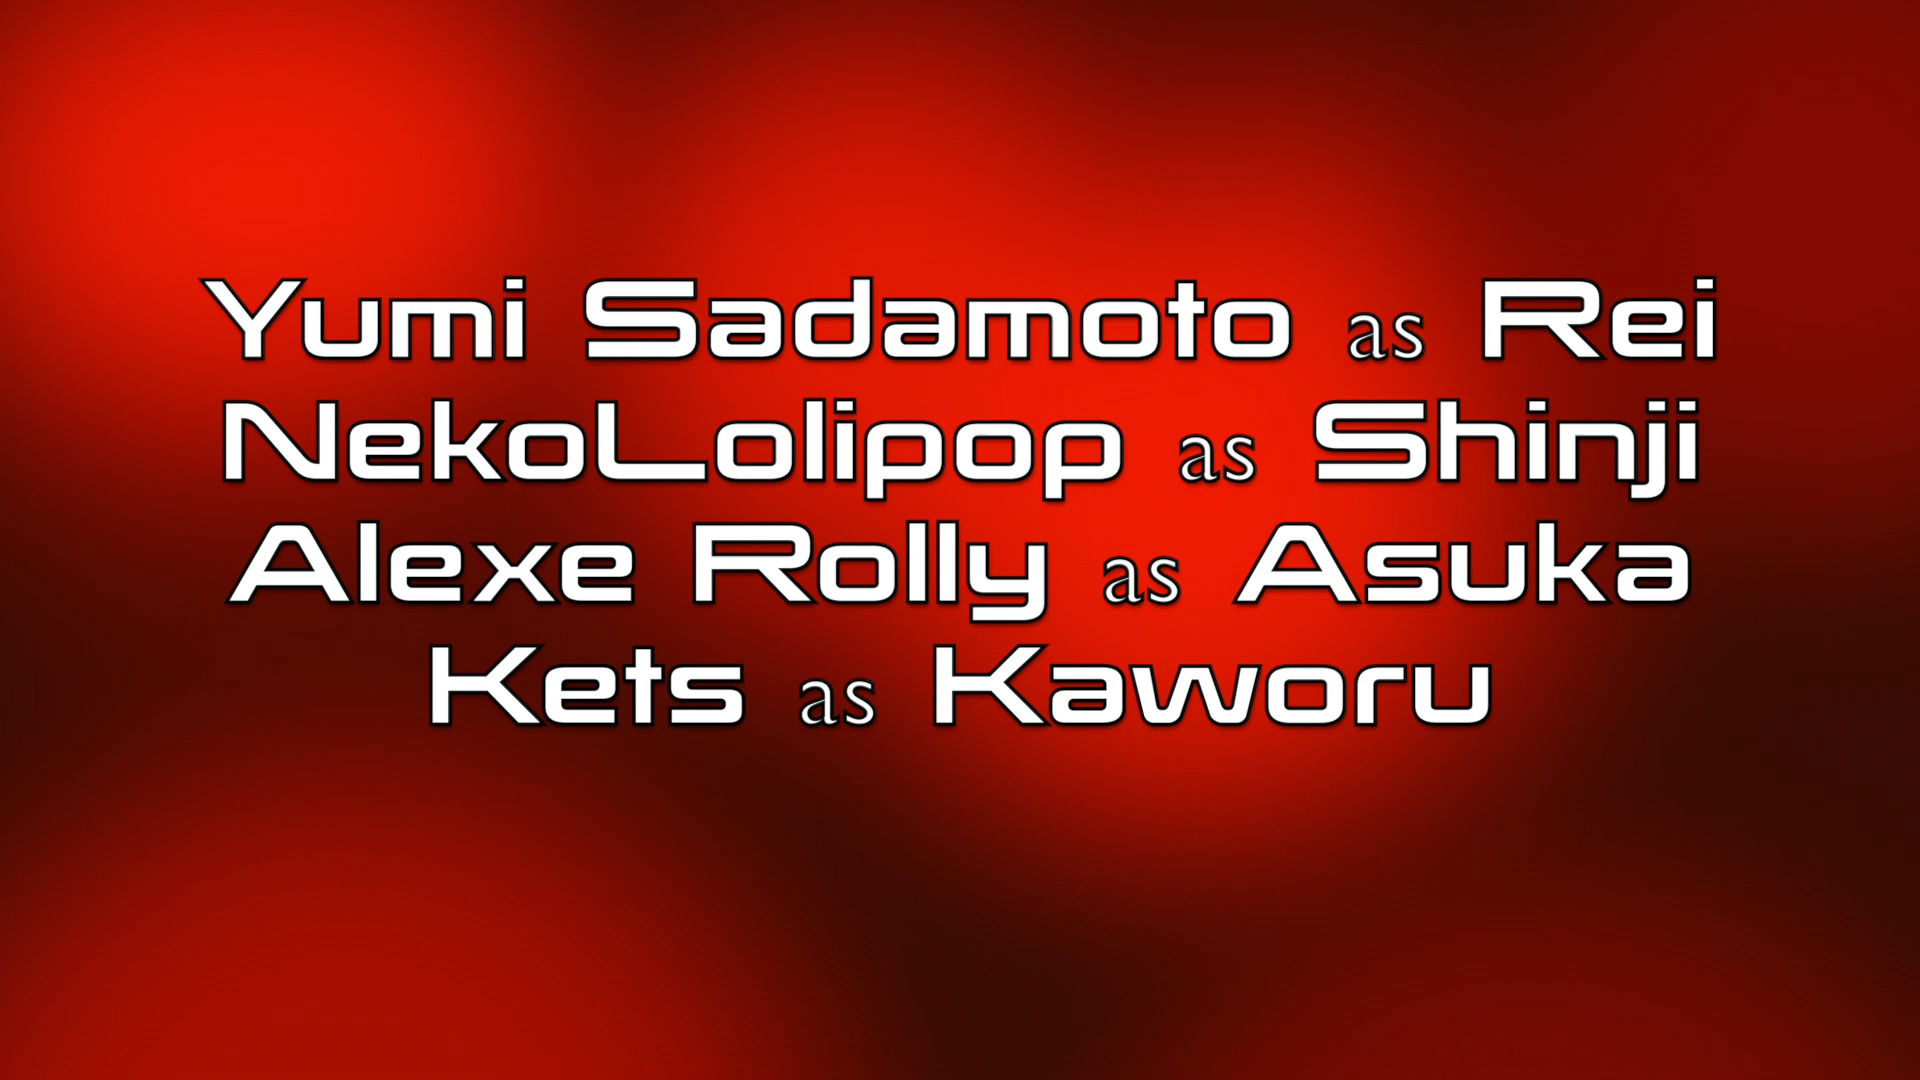 Yumi Sadamoto as Rei
NekoLolipop as Shinji
Alexe Rolly as Asuka
Kets as Kaworu